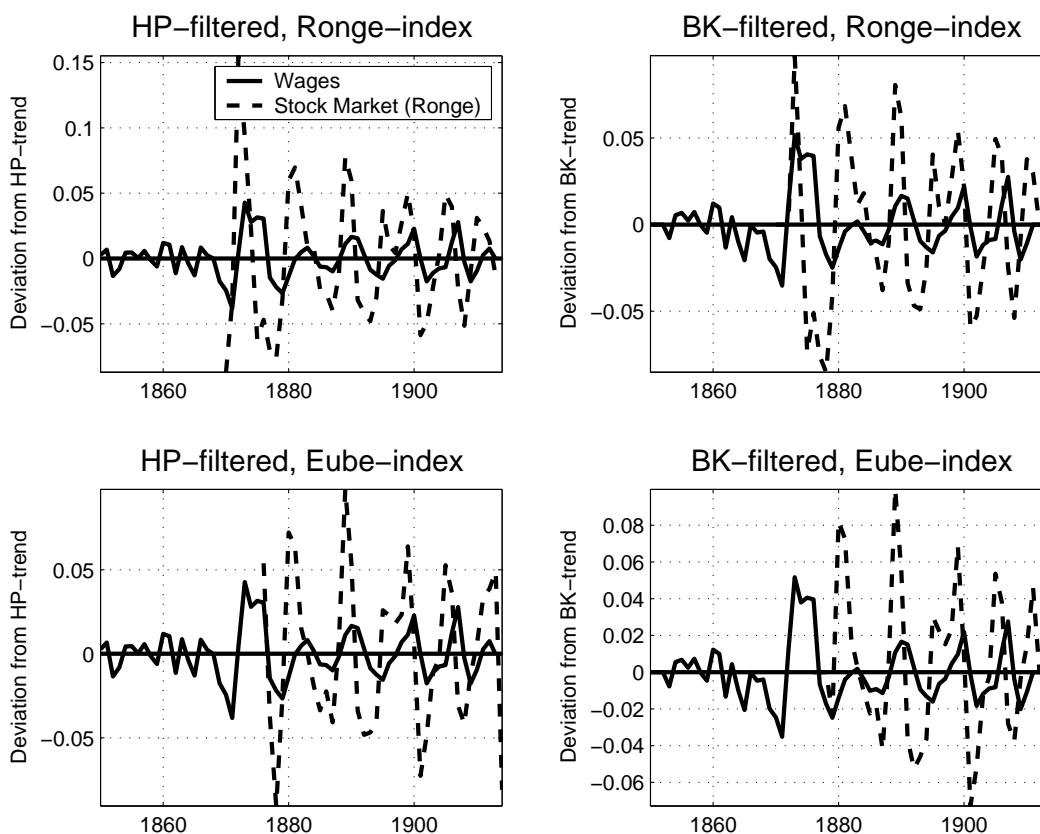 HP−filtered, Ronge−index
Deviation from HP−trend
0.15
0.1
0.05
0
−0.05
Wages
Stock Market (Ronge)
1860 1880 1900
BK−filtered, Ronge−index
Deviation from BK−trend
0.05
0
−0.05
1860 1880 1900
HP−filtered, Eube−index
Deviation from HP−trend
0.05
0
−0.05
1860 1880 1900
BK−filtered, Eube−index
Deviation from BK−trend
0.08
0.06
0.04
0.02
0
−0.02
−0.04
−0.06
1860 1880 1900